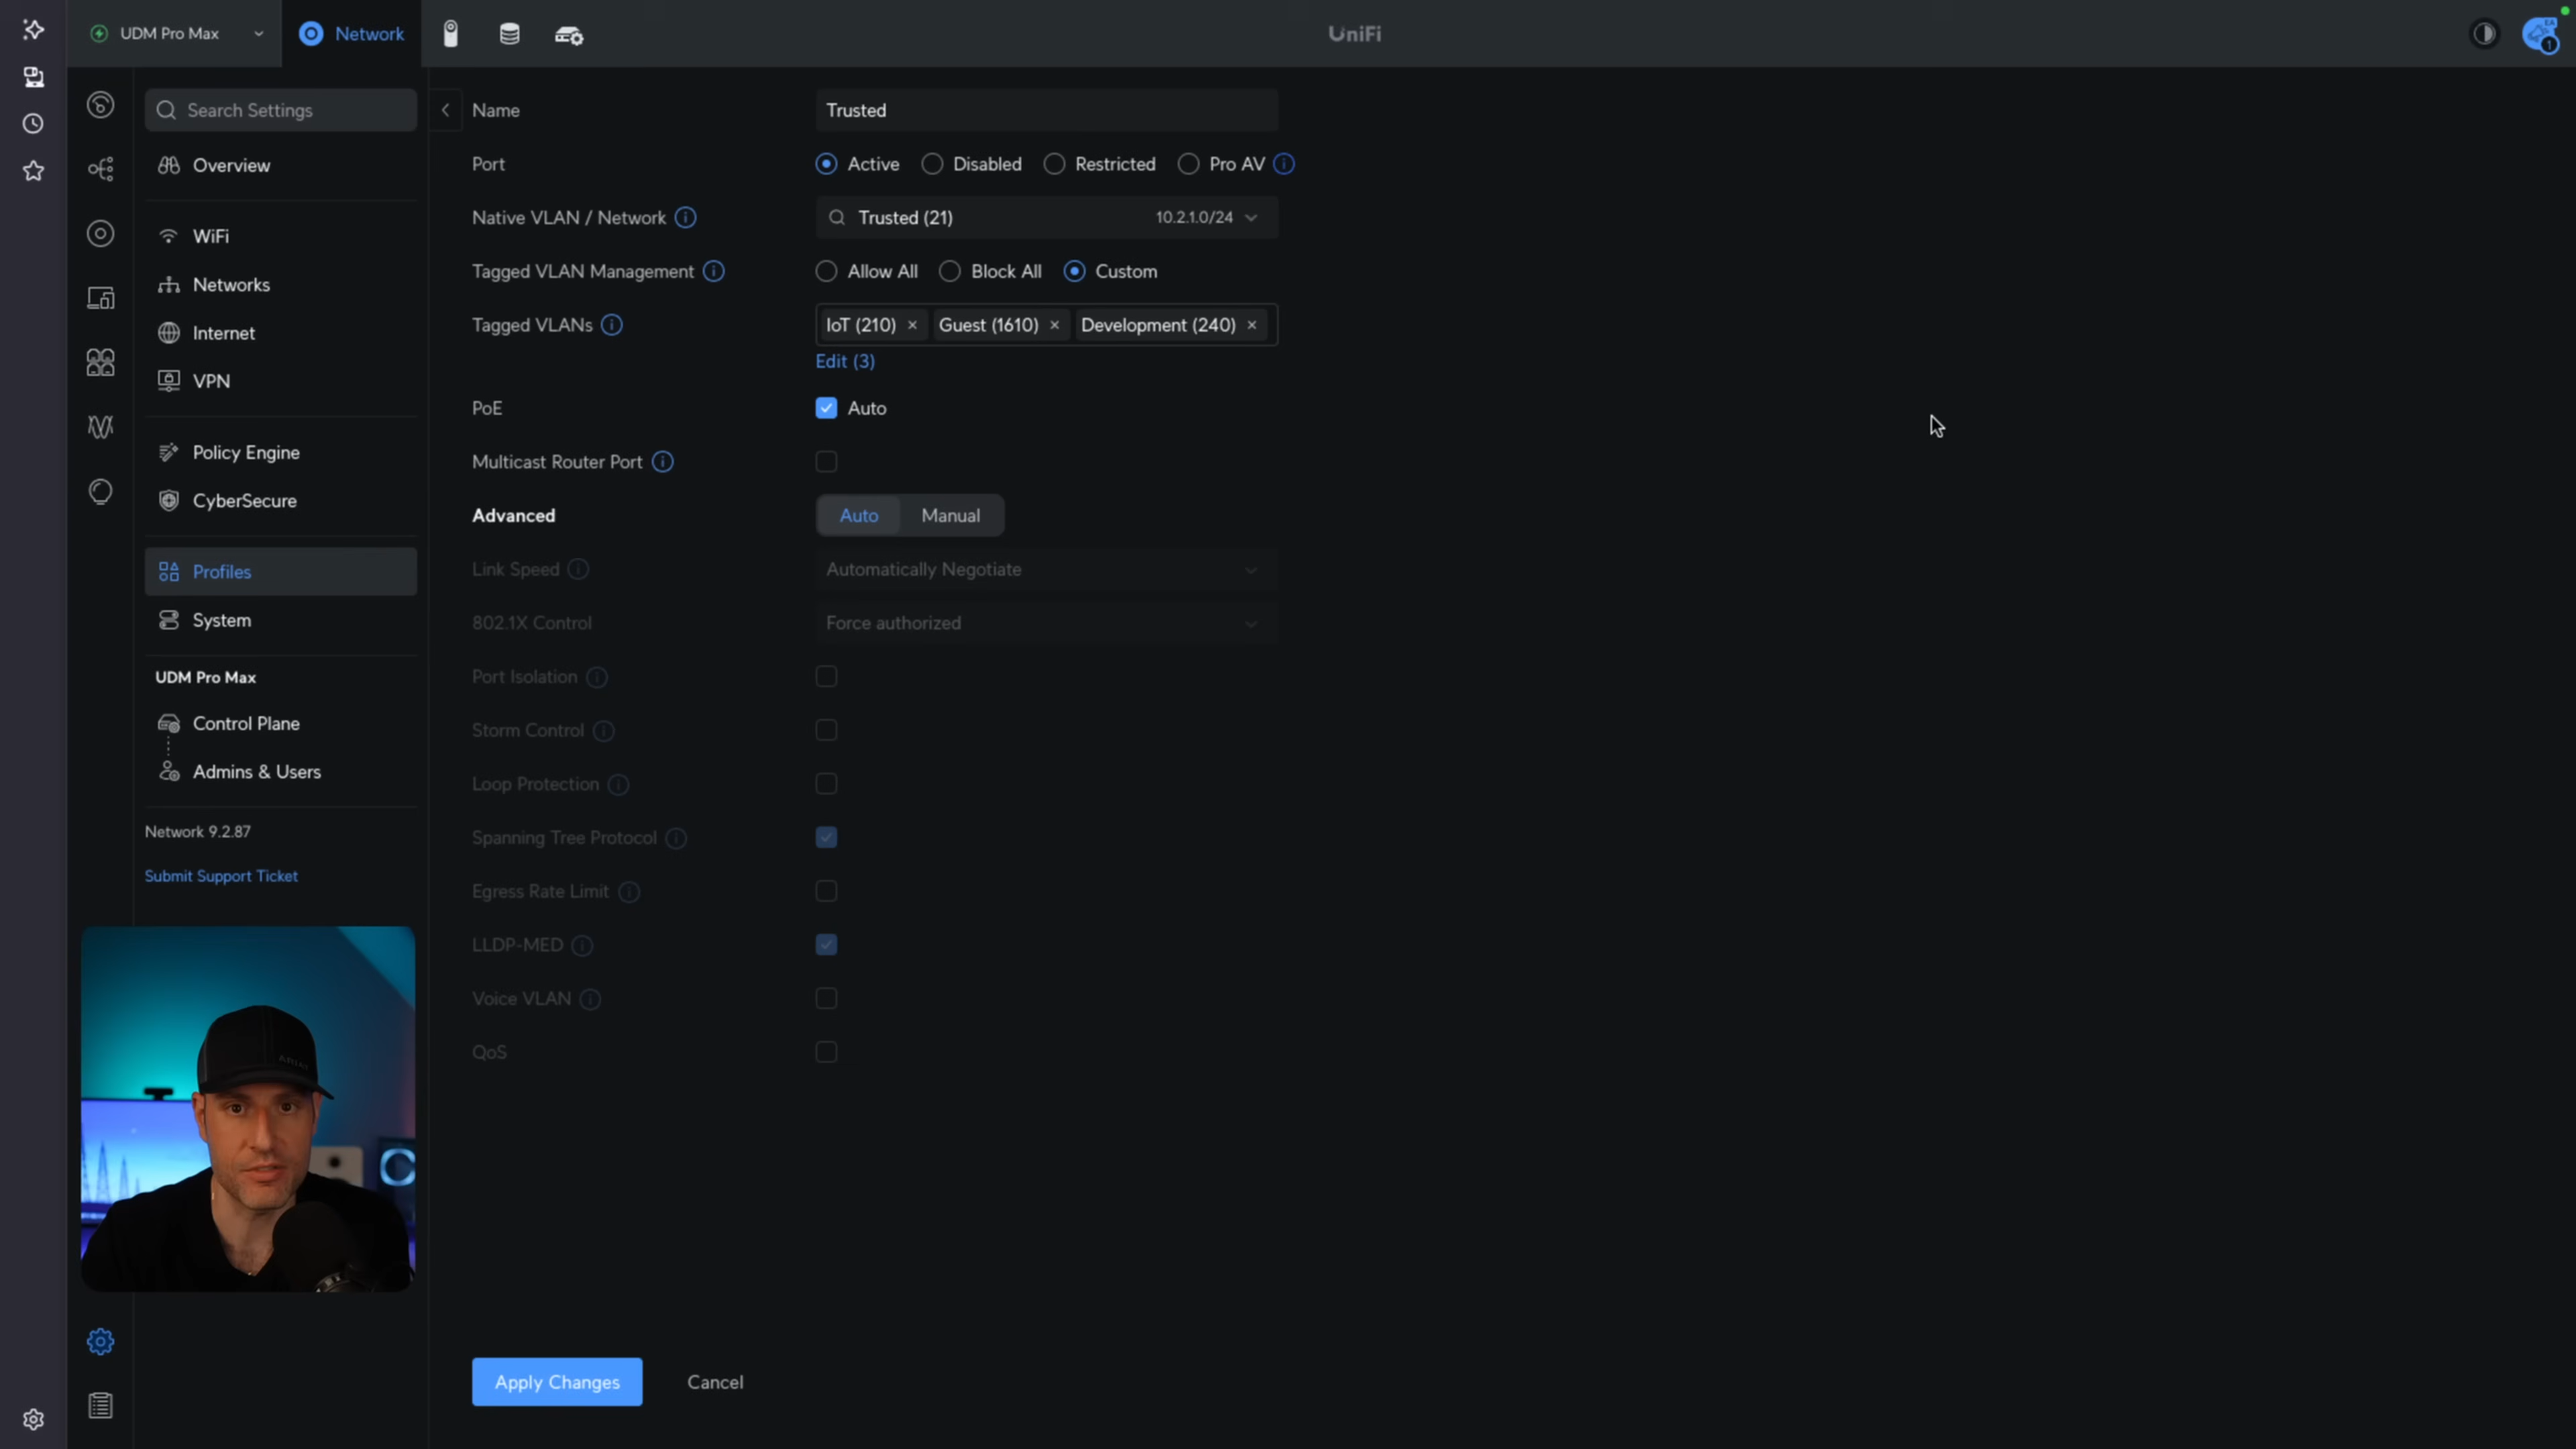 UDM Pro Max
Network
UniFi
EA
1
Search Settings
Overview
WiFi
Networks
Internet
VPN
Policy Engine
CyberSecure
Profiles
System
UDM Pro Max
Control Plane
Admins & Users
Network 9.2.87
Submit Support Ticket
Name Trusted
Port Active Disabled Restricted Pro AV
Native VLAN / Network Trusted (21) 10.2.1.0/24
Tagged VLAN Management Allow All Block All Custom
Tagged VLANs IoT (210) × Guest (1610) × Development (240) ×
Edit (3)
PoE Auto
Multicast Router Port
Advanced Auto Manual
Link Speed Automatically Negotiate
802.1X Control Force authorized
Port Isolation
Storm Control
Loop Protection
Spanning Tree Protocol
Egress Rate Limit
LLDP-MED
Voice VLAN
QoS
Apply Changes Cancel